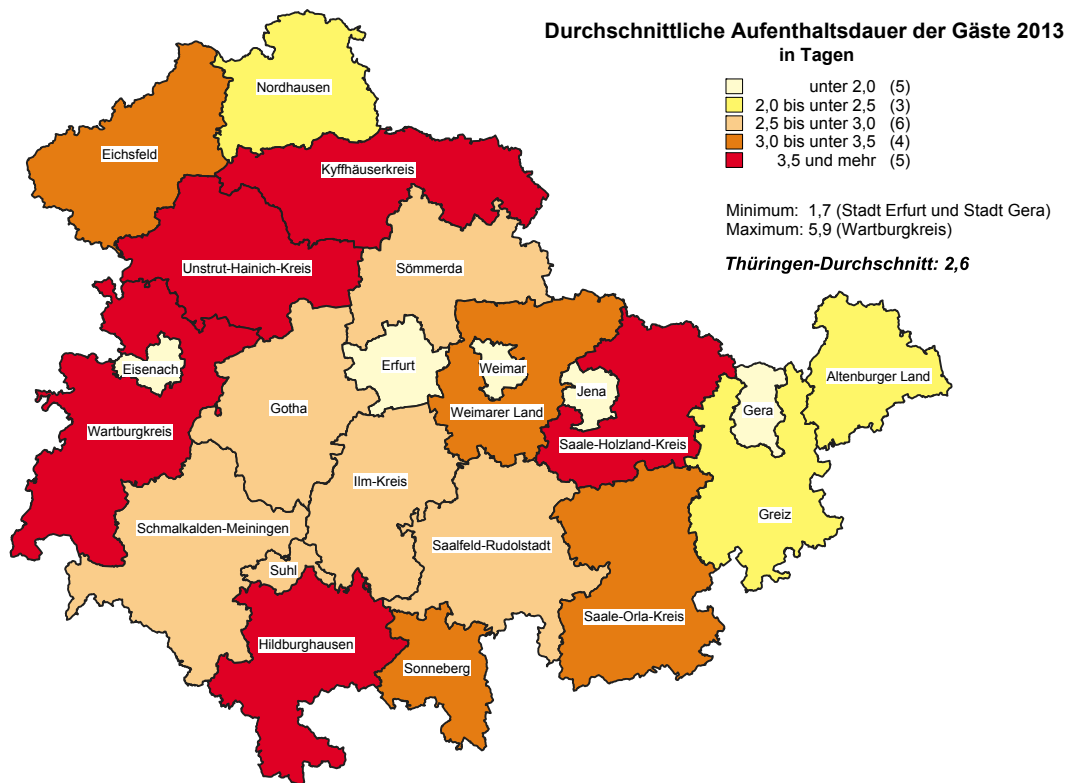 Durchschnittliche Aufenthaltsdauer der Gäste 2013
in Tagen
unter 2,0 (5)
2,0 bis unter 2,5 (3)
2,5 bis unter 3,0 (6)
3,0 bis unter 3,5 (4)
3,5 und mehr (5)
Minimum: 1,7 (Stadt Erfurt und Stadt Gera)
Maximum: 5,9 (Wartburgkreis)
Thüringen-Durchschnitt: 2,6
Nordhausen
Eichsfeld
Kyffhäuserkreis
Unstrut-Hainich-Kreis
Sömmerda
Eisenach
Erfurt
Weimar
Altenburger Land
Jena
Gotha
Weimarer Land
Gera
Wartburgkreis
Saale-Holzland-Kreis
Ilm-Kreis
Greiz
Schmalkalden-Meiningen
Saalfeld-Rudolstadt
Suhl
Saale-Orla-Kreis
Hildburghausen
Sonneberg